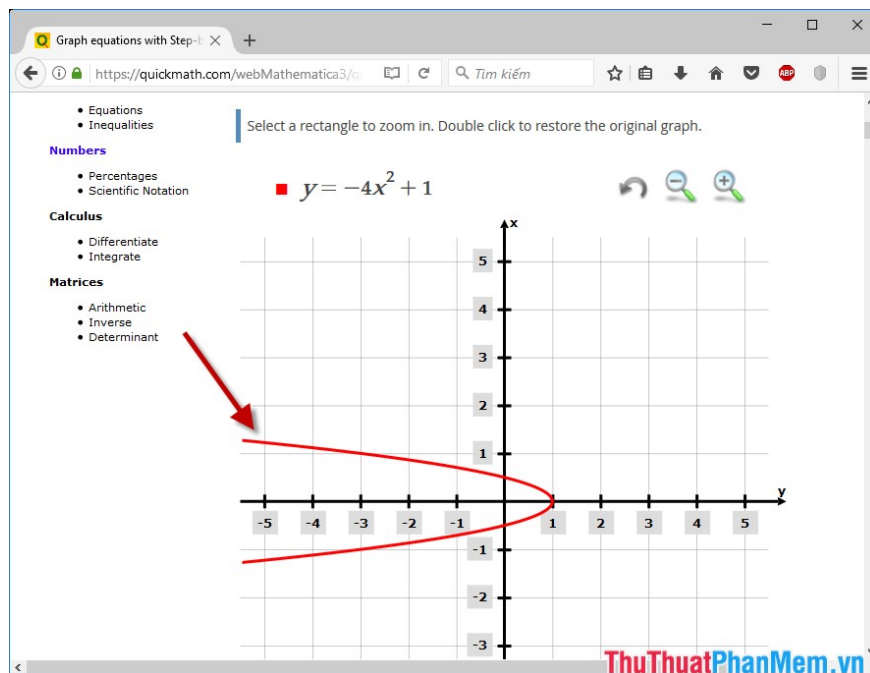 Graph equations with Step-b
https://quickmath.com/webMathematica3/q
Tìm kiếm
ABP
Equations
Inequalities
Numbers
Percentages
Scientific Notation
Calculus
Differentiate
Integrate
Matrices
Arithmetic
Inverse
Determinant
Select a rectangle to zoom in. Double click to restore the original graph.
y = −4x² + 1
x
5
4
3
2
1
y
-5 -4 -3 -2 -1 1 2 3 4 5
-1
-2
-3
ThuThuatPhanMem.vn